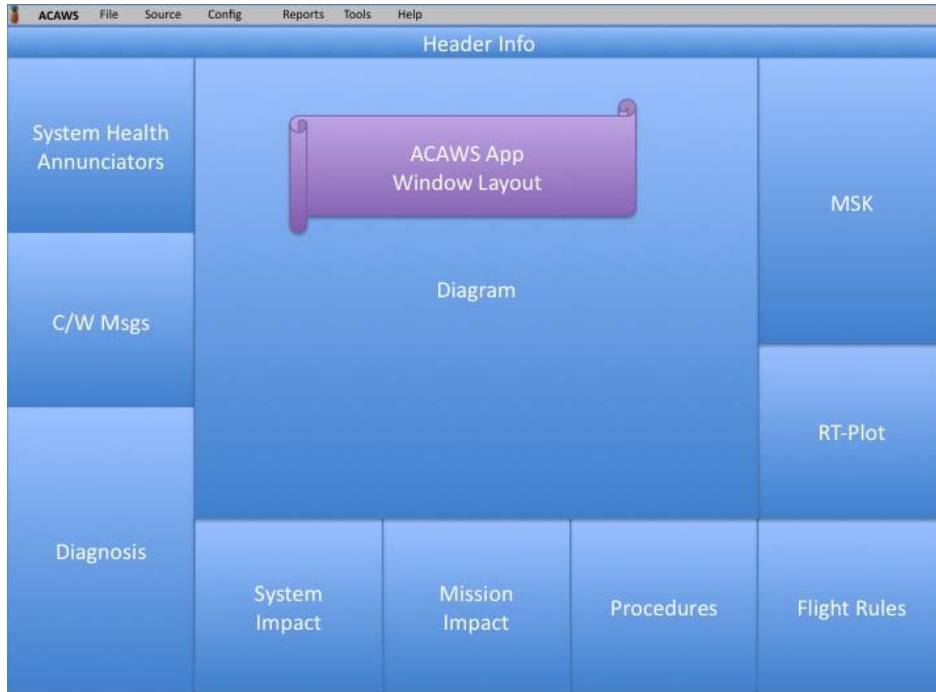 ACAWS File Source Config Reports Tools Help
Header Info
System Health
Annunciators
ACAWS App
Window Layout
MSK
Diagram
C/W Msgs
RT-Plot
Diagnosis
System
Impact
Mission
Impact
Procedures
Flight Rules